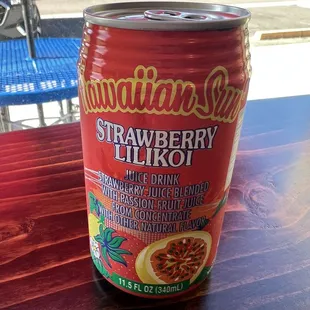 Hawaiian Sun
STRAWBERRY
LILIKOI
JUICE DRINK
STRAWBERRY JUICE BLENDED
WITH PASSION FRUIT JUICE
FROM CONCENTRATE
WITH OTHER NATURAL FLAVOR
11.5 FL OZ (340mL)